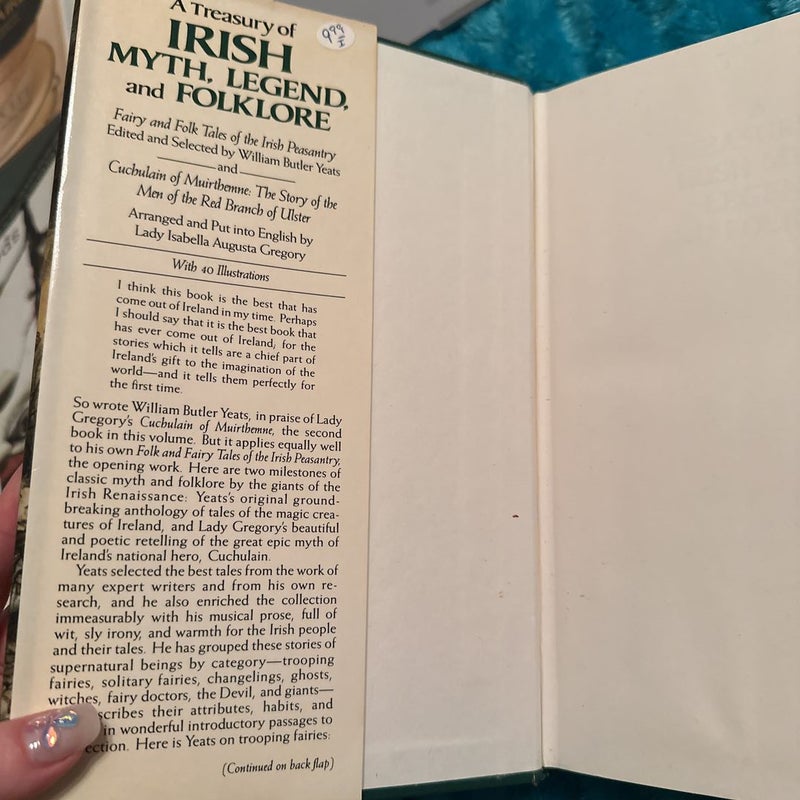 A Treasury of
IRISH
MYTH, LEGEND,
and FOLKLORE
Fairy and Folk Tales of the Irish Peasantry
Edited and Selected by William Butler Yeats
and
Cuchulain of Muirthemne: The Story of the
Men of the Red Branch of Ulster
Arranged and Put into English by
Lady Isabella Augusta Gregory
With 40 Illustrations
I think this book is the best that has
come out of Ireland in my time. Perhaps
I should say that it is the best book that
has ever come out of Ireland; for the
stories which it tells are a chief part of
Ireland's gift to the imagination of the
world—and it tells them perfectly for
the first time.
So wrote William Butler Yeats, in praise of Lady
Gregory's Cuchulain of Muirthemne, the second
book in this volume. But it applies equally well
to his own Folk and Fairy Tales of the Irish Peasantry,
the opening work. Here are two milestones of
classic myth and folklore by the giants of the
Irish Renaissance: Yeats's original ground-
breaking anthology of tales of the magic crea-
tures of Ireland, and Lady Gregory's beautiful
and poetic retelling of the great epic myth of
Ireland's national hero, Cuchulain.
Yeats selected the best tales from the work of
many expert writers and from his own re-
search, and he also enriched the collection
immeasurably with his musical prose, full of
wit, sly irony, and warmth for the Irish people
and their tales. He has grouped these stories of
supernatural beings by category—trooping
fairies, solitary fairies, changelings, ghosts,
witches, fairy doctors, the Devil, and giants—
scribes their attributes, habits, and
in wonderful introductory passages to
ection. Here is Yeats on trooping fairies:
(Continued on back flap)